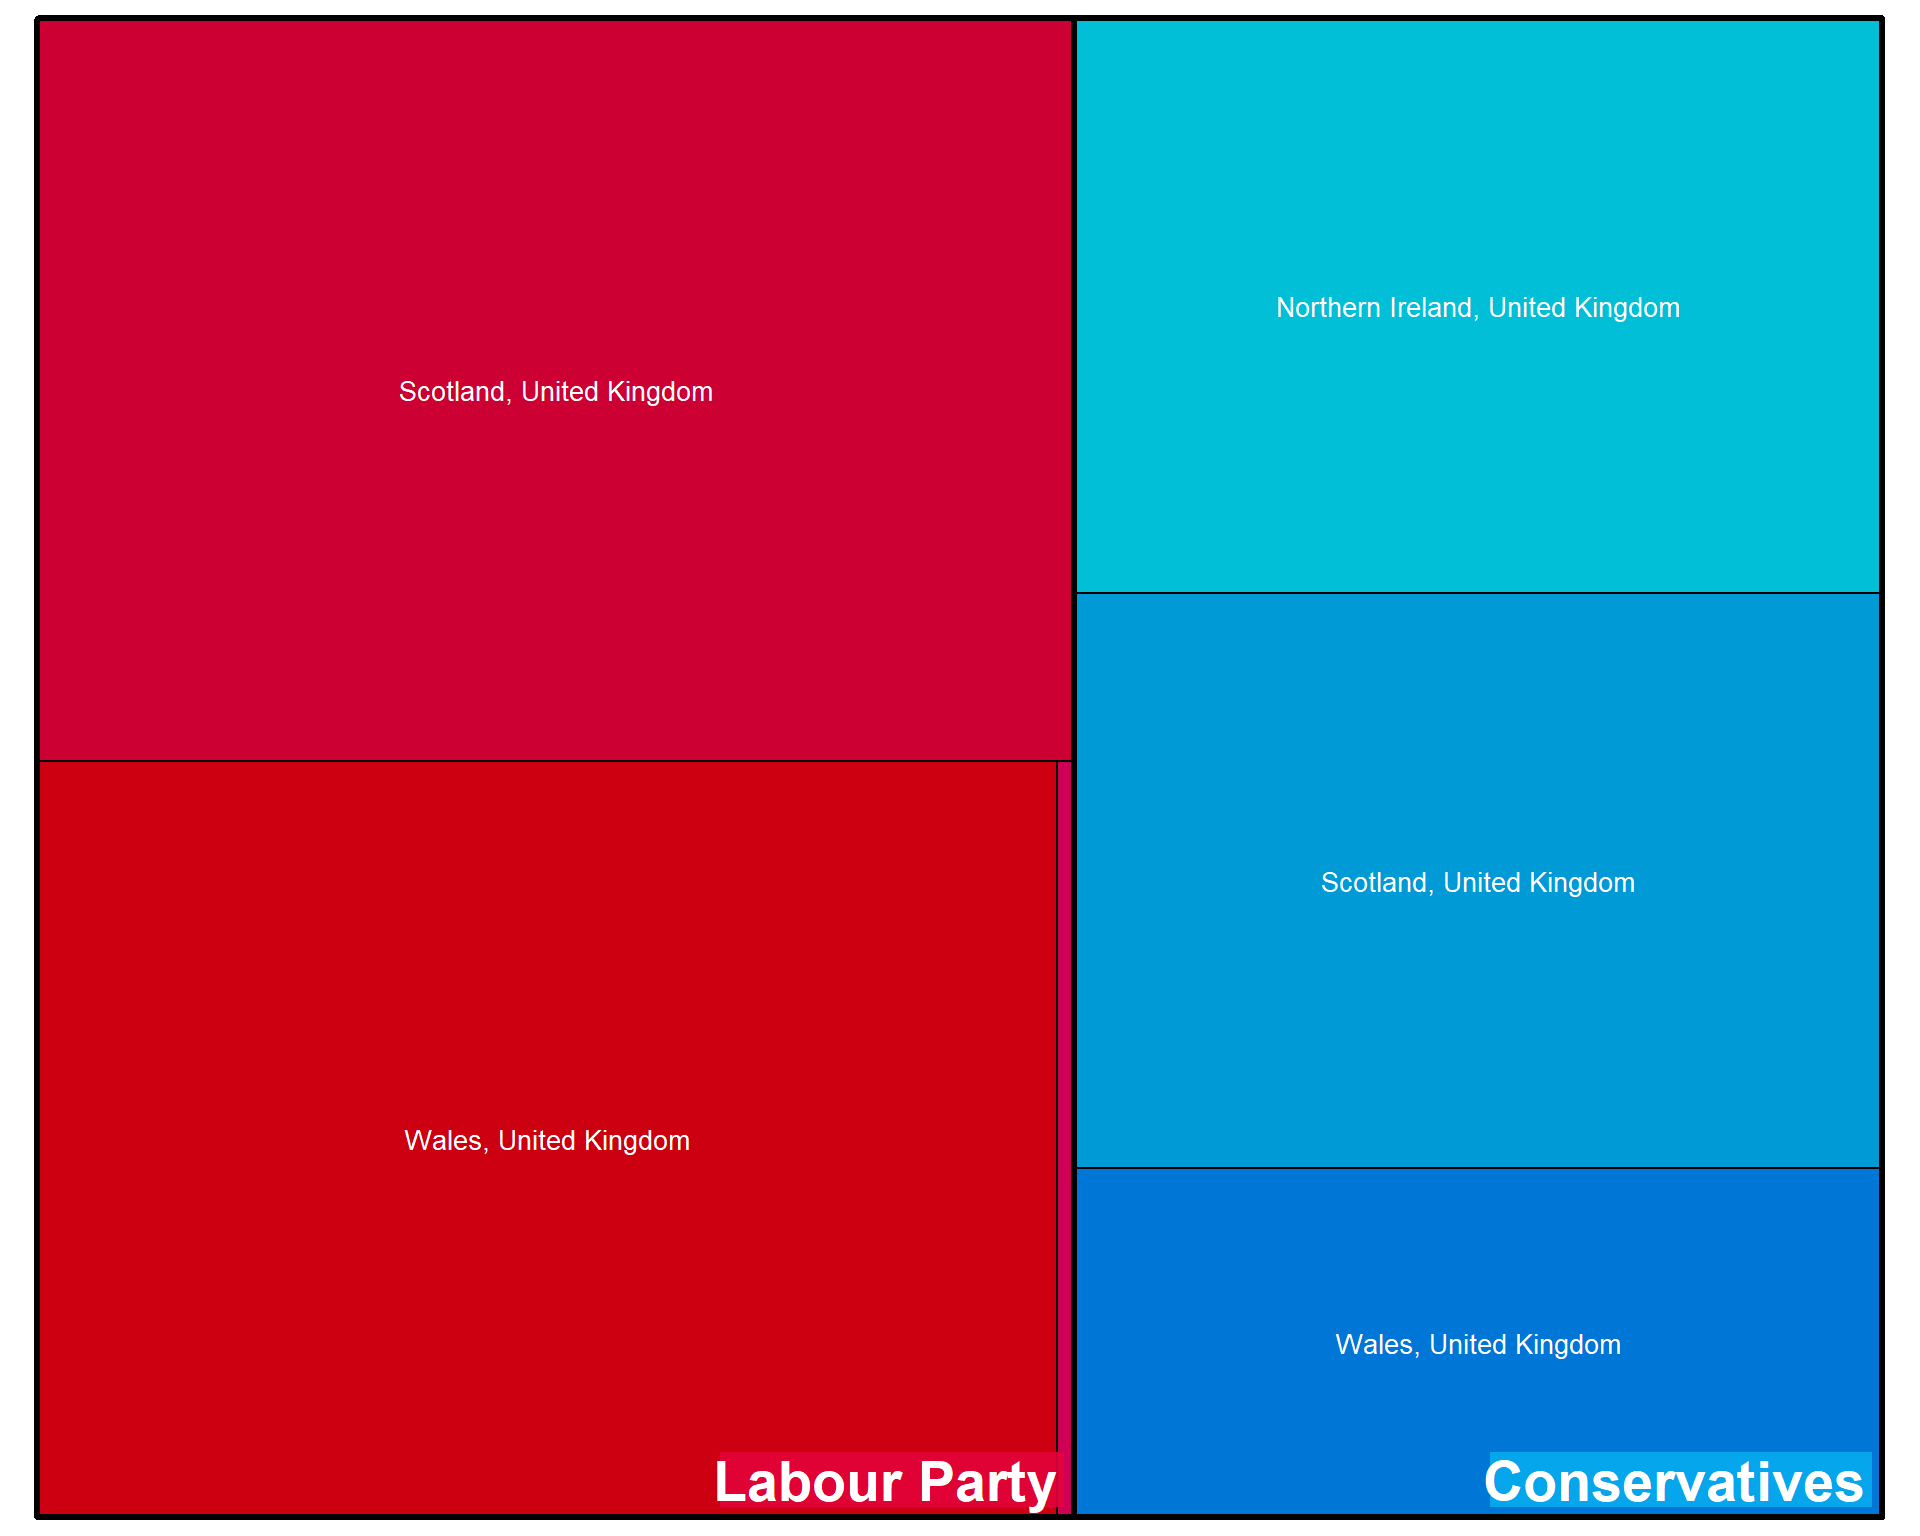 Scotland, United Kingdom
Wales, United Kingdom
Labour Party
Northern Ireland, United Kingdom
Scotland, United Kingdom
Wales, United Kingdom
Conservatives